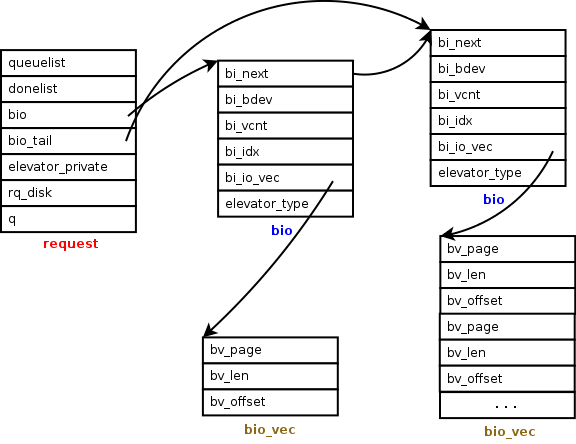 queuelist
donelist
bio
bio_tail
elevator_private
rq_disk
q
request
bi_next
bi_bdev
bi_vcnt
bi_idx
bi_io_vec
elevator_type
bio
bi_next
bi_bdev
bi_vcnt
bi_idx
bi_io_vec
elevator_type
bio
bv_page
bv_len
bv_offset
bio_vec
bv_page
bv_len
bv_offset
bv_page
bv_len
bv_offset
. . .
bio_vec